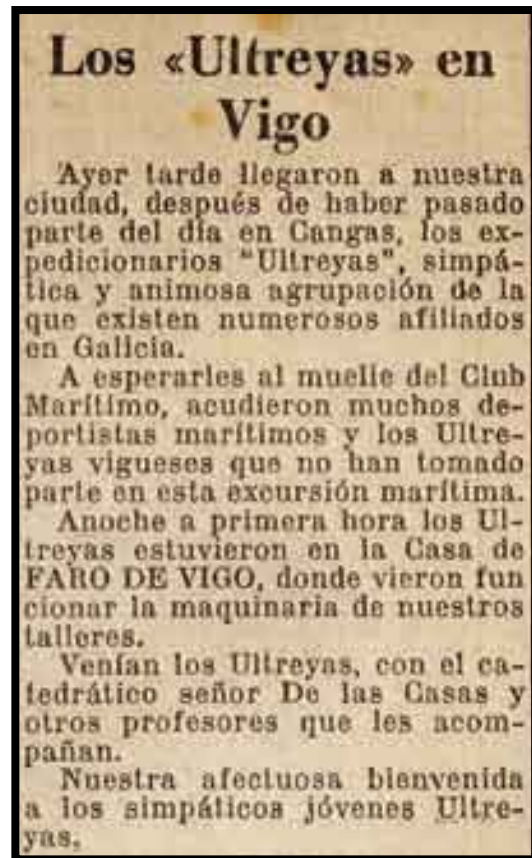 Los «Ultreyas» en
Vigo
Ayer tarde llegaron a nuestra
ciudad, después de haber pasado
parte del día en Cangas, los ex-
pedicionarios "Ultreyas", simpá-
tica y animosa agrupación de la
que existen numerosos afiliados
en Galicia.
A esperarles al muelle del Club
Marítimo, acudieron muchos de-
portistas marítimos y los Ultre-
yas vigueses que no han tomado
parte en esta excursión marítima.
Anoche a primera hora los Ul-
treyas estuvieron en la Casa de
FARO DE VIGO, donde vieron fun
cionar la maquinaria de nuestros
talleres.
Venían los Ultreyas, con el ca-
tedrático señor De las Casas y
otros profesores que les acom-
pañan.
Nuestra afectuosa bienvenida
a los simpáticos jóvenes Ultre-
yas.